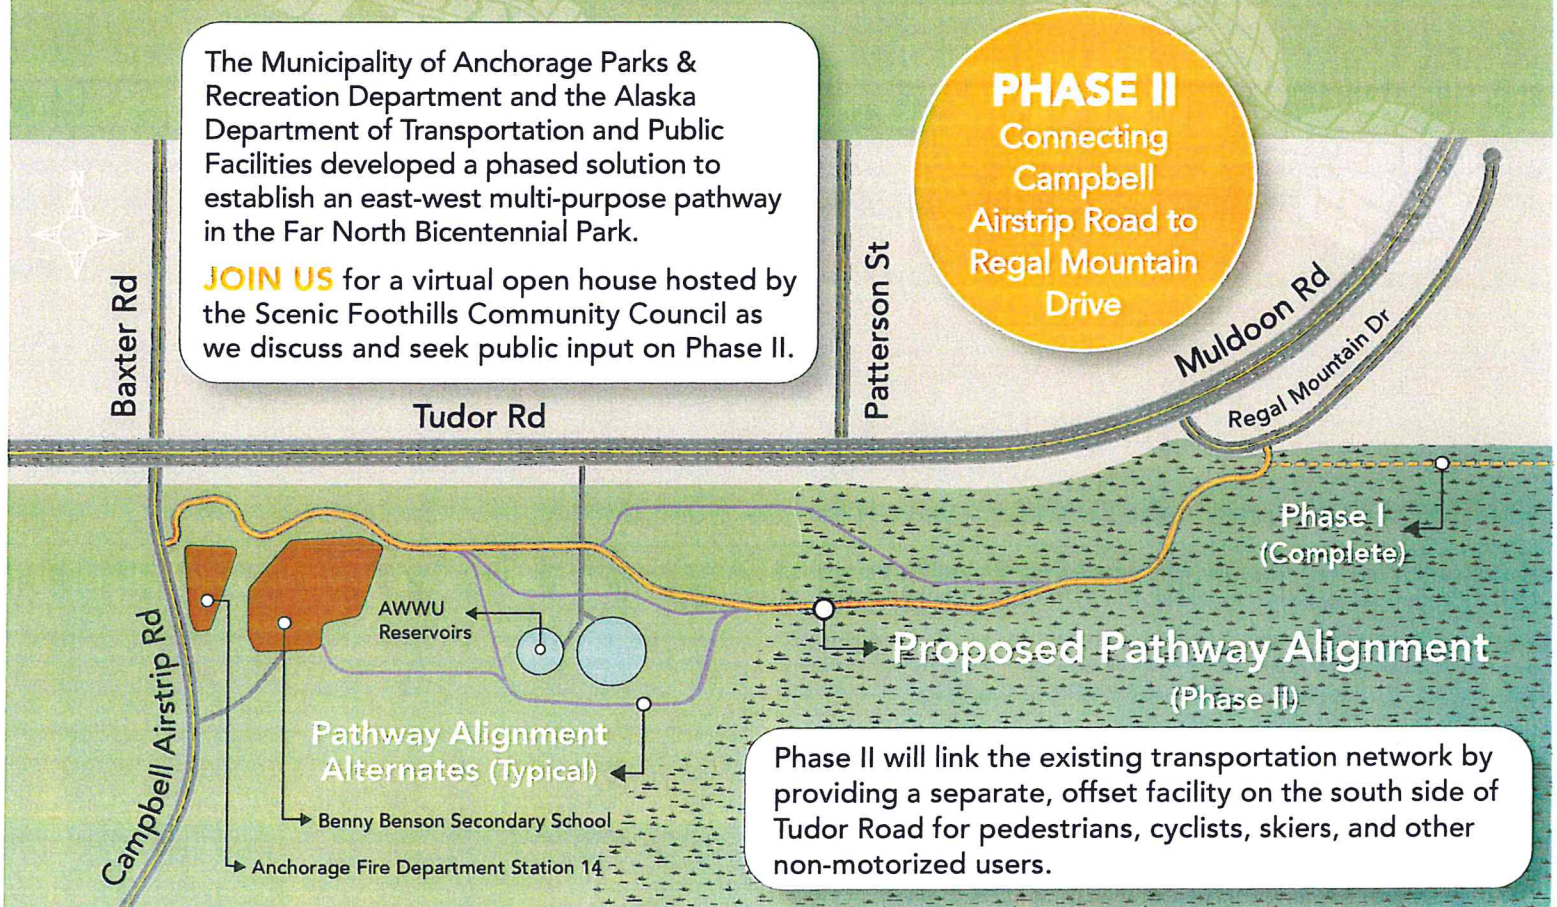 The Municipality of Anchorage Parks &
Recreation Department and the Alaska
Department of Transportation and Public
Facilities developed a phased solution to
establish an east-west multi-purpose pathway
in the Far North Bicentennial Park.
JOIN US for a virtual open house hosted by
the Scenic Foothills Community Council as
we discuss and seek public input on Phase II.
PHASE II
Connecting
Campbell
Airstrip Road to
Regal Mountain
Drive
N
Baxter Rd
Tudor Rd
Patterson St
Muldoon Rd
Regal Mountain Dr
Phase I
(Complete)
AWWU
Reservoirs
Proposed Pathway Alignment
(Phase II)
Campbell Airstrip Rd
Pathway Alignment
Alternates (Typical)
Benny Benson Secondary School
Anchorage Fire Department Station 14
Phase II will link the existing transportation network by
providing a separate, offset facility on the south side of
Tudor Road for pedestrians, cyclists, skiers, and other
non-motorized users.